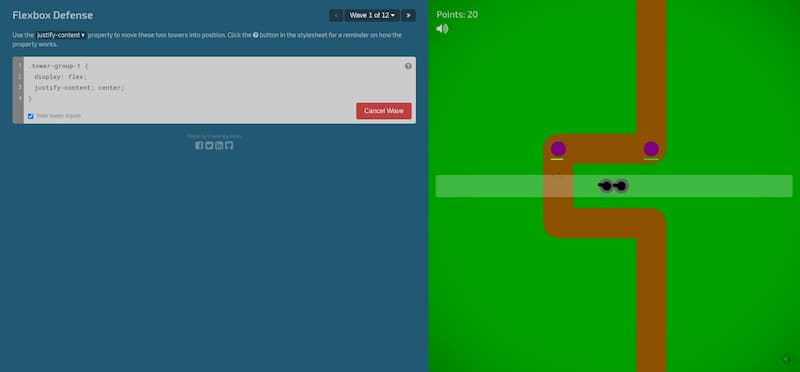 Flexbox Defense
‹ Wave 1 of 12 ▾ »
Use the justify-content ▾ property to move these two towers into position. Click the ? button in the stylesheet for a reminder on how the
property works.
1 .tower-group-1 {
2 display: flex;
3 justify-content: center;
4 }
hide tower inputs
Cancel Wave
Points: 20